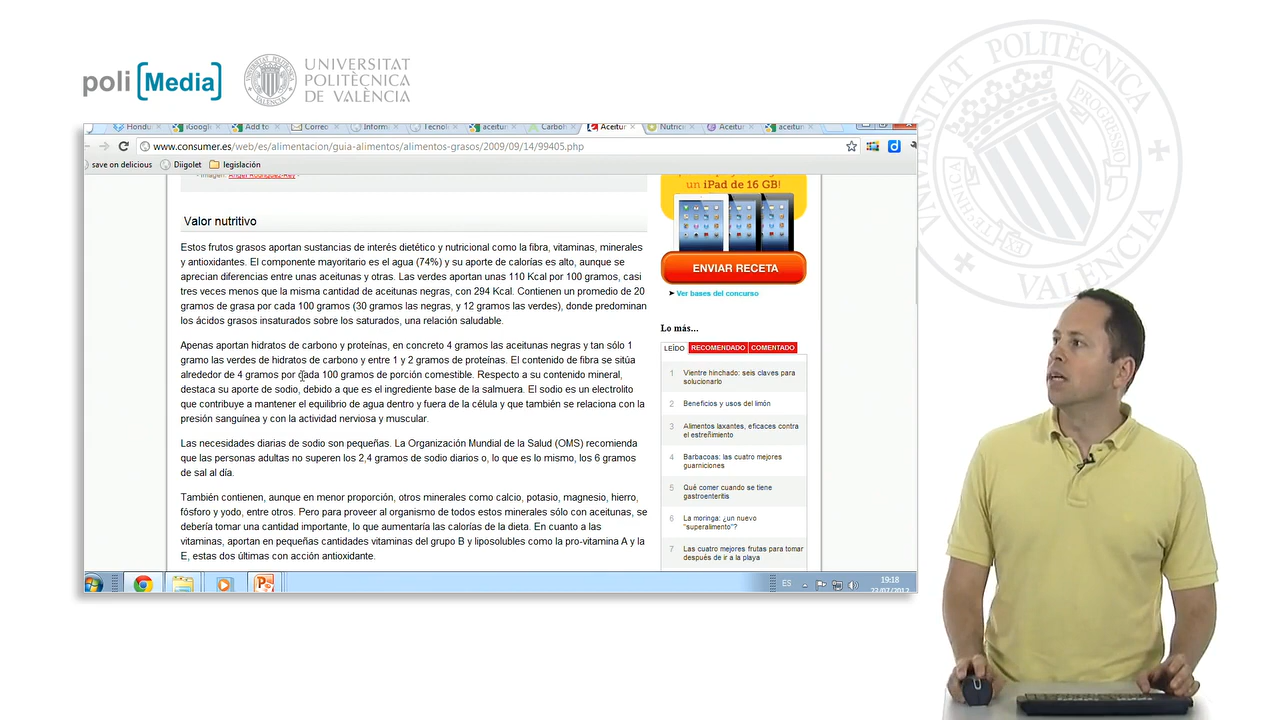 poli [Media]
UNIVERSITAT
POLITÈCNICA
DE VALÈNCIA
UNIVERSITAT POLITÈCNICA
VALÈNCIA
Hondu
iGoogle
Add to
Correo
Inform
Tecnol
aceitun
Carboh
Aceitur
Nutrici
Aceitur
aceitun
www.consumer.es/web/es/alimentacion/guia-alimentos/alimentos-grasos/2009/09/14/99405.php
save on delicious
Diigolet
legislación
- Imagen: Angel Rodriguez-Rey -
un iPad de 16 GB!
ENVIAR RECETA
Ver bases del concurso
Valor nutritivo
Estos frutos grasos aportan sustancias de interés dietético y nutricional como la fibra, vitaminas, minerales
y antioxidantes. El componente mayoritario es el agua (74%) y su aporte de calorías es alto, aunque se
aprecian diferencias entre unas aceitunas y otras. Las verdes aportan unas 110 Kcal por 100 gramos, casi
tres veces menos que la misma cantidad de aceitunas negras, con 294 Kcal. Contienen un promedio de 20
gramos de grasa por cada 100 gramos (30 gramos las negras, y 12 gramos las verdes), donde predominan
los ácidos grasos insaturados sobre los saturados, una relación saludable.
Apenas aportan hidratos de carbono y proteínas, en concreto 4 gramos las aceitunas negras y tan sólo 1
gramo las verdes de hidratos de carbono y entre 1 y 2 gramos de proteínas. El contenido de fibra se sitúa
alrededor de 4 gramos por cada 100 gramos de porción comestible. Respecto a su contenido mineral,
destaca su aporte de sodio, debido a que es el ingrediente base de la salmuera. El sodio es un electrolito
que contribuye a mantener el equilibrio de agua dentro y fuera de la célula y que también se relaciona con la
presión sanguínea y con la actividad nerviosa y muscular.
Las necesidades diarias de sodio son pequeñas. La Organización Mundial de la Salud (OMS) recomienda
que las personas adultas no superen los 2,4 gramos de sodio diarios o, lo que es lo mismo, los 6 gramos
de sal al día.
También contienen, aunque en menor proporción, otros minerales como calcio, potasio, magnesio, hierro,
fósforo y yodo, entre otros. Pero para proveer al organismo de todos estos minerales sólo con aceitunas, se
debería tomar una cantidad importante, lo que aumentaría las calorías de la dieta. En cuanto a las
vitaminas, aportan en pequeñas cantidades vitaminas del grupo B y liposolubles como la pro-vitamina A y la
E, estas dos últimas con acción antioxidante.
Lo más...
LEÍDO RECOMENDADO COMENTADO
1 Vientre hinchado: seis claves para
solucionarlo
2 Beneficios y usos del limón
3 Alimentos laxantes, eficaces contra
el estreñimiento
4 Barbacoas: las cuatro mejores
guarniciones
5 Qué comer cuando se tiene
gastroenteritis
6 La moringa: ¿un nuevo
"superalimento"?
7 Las cuatro mejores frutas para tomar
después de ir a la playa
ES
19:18